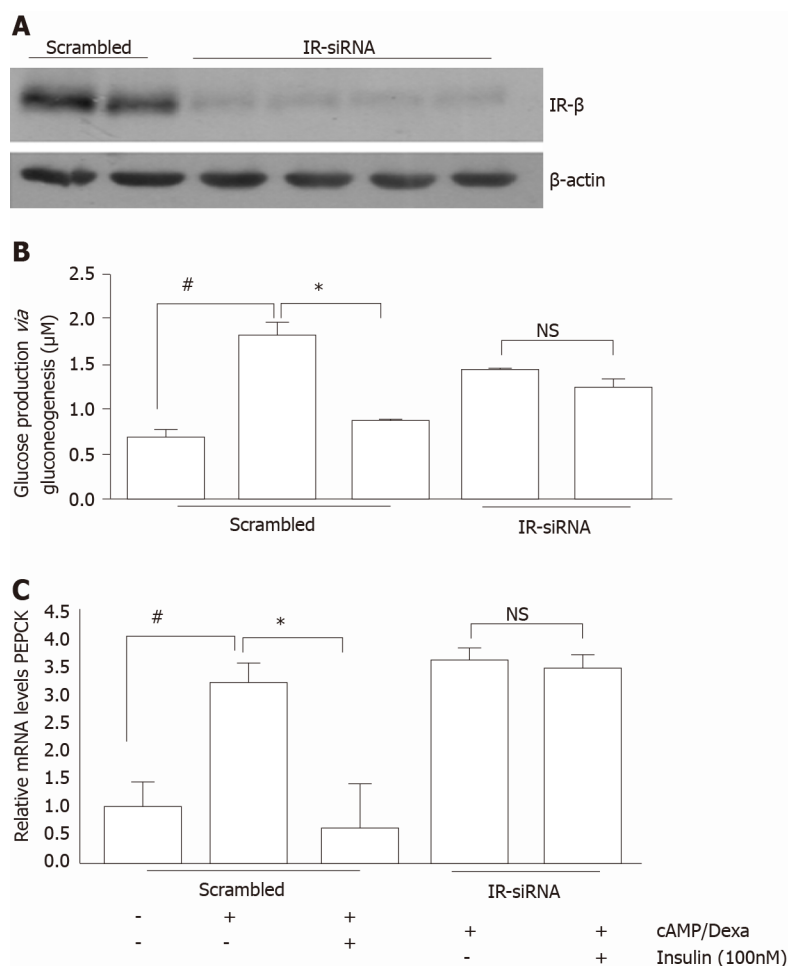 A
Scrambled IR-siRNA
IR-β
β-actin
B
Glucose production via
gluconeogenesis (µM)
2.5
2.0
1.5
1.0
0.5
0.0
# *
NS
Scrambled
IR-siRNA
C
Relative mRNA levels PEPCK
4.5
4.0
3.5
3.0
2.5
2.0
1.5
1.0
0.5
0.0
# *
NS
Scrambled
IR-siRNA
- + +
+ + cAMP/Dexa
- - +
- + Insulin (100nM)